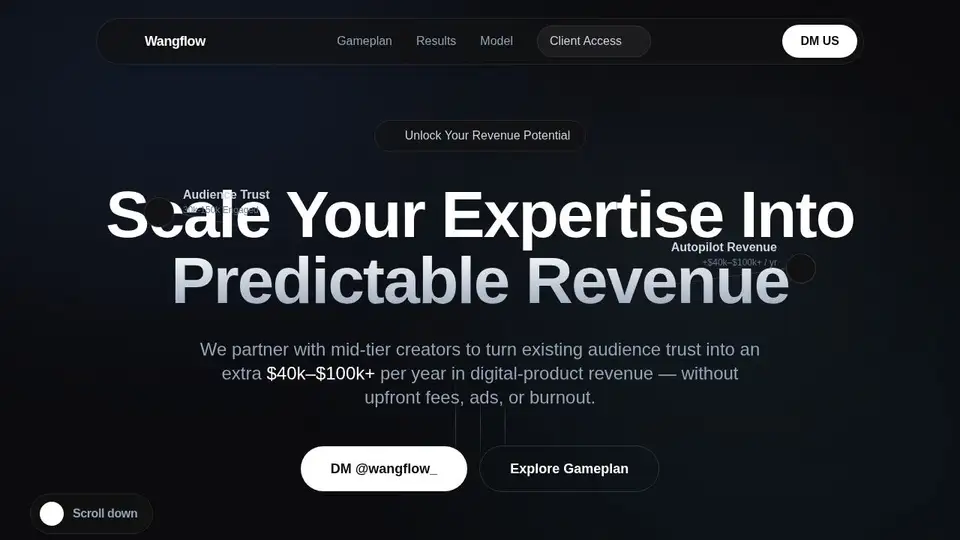 Wangflow
Gameplan
Results
Model
Client Access
DM US
Unlock Your Revenue Potential
Audience Trust
Scale Your Expertise Into
Autopilot Revenue
+$40k–$100k+ / yr
Predictable Revenue
We partner with mid-tier creators to turn existing audience trust into an
extra $40k–$100k+ per year in digital-product revenue — without
upfront fees, ads, or burnout.
DM @wangflow_
Explore Gameplan
Scroll down